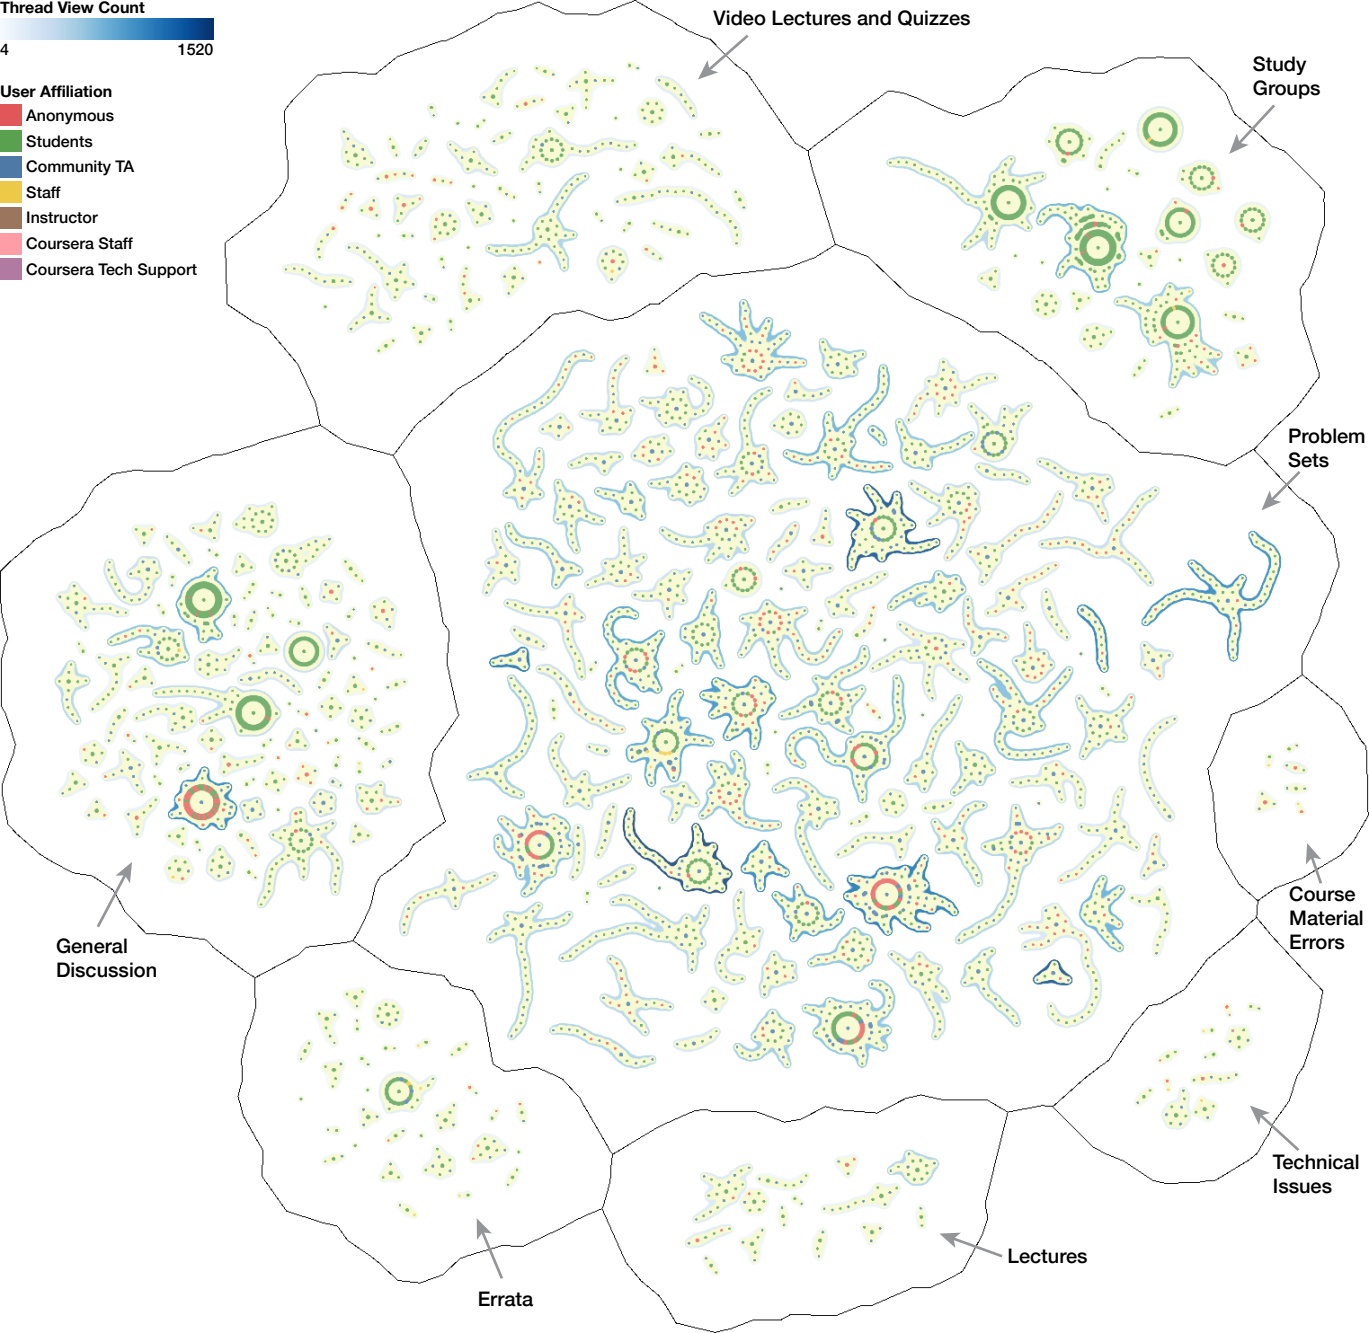 Thread View Count
4 1520
User Affiliation
Anonymous
Students
Community TA
Staff
Instructor
Coursera Staff
Coursera Tech Support
Video Lectures and Quizzes
Study
Groups
Problem
Sets
General
Discussion
Course
Material
Errors
Technical
Issues
Lectures
Errata